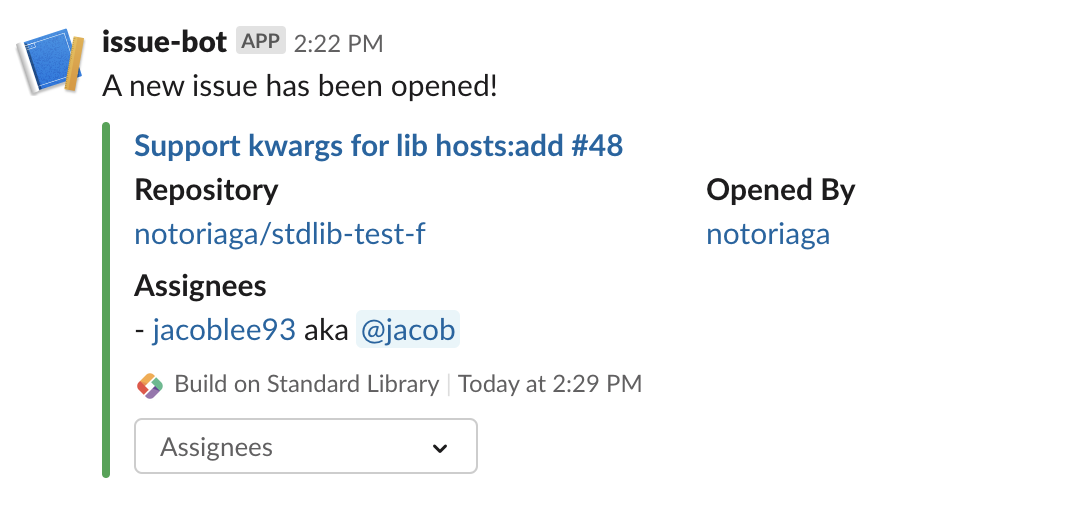 issue-bot APP 2:22 PM
A new issue has been opened!
Support kwargs for lib hosts:add #48
Repository
Opened By
notoriaga/stdlib-test-f
notoriaga
Assignees
- jacoblee93 aka @jacob
Build on Standard Library | Today at 2:29 PM
Assignees